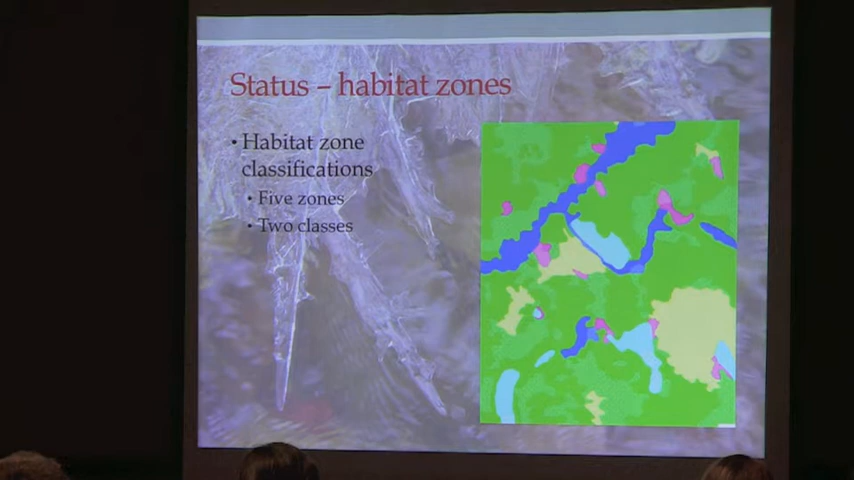 Status – habitat zones
• Habitat zone
classifications
• Five zones
• Two classes